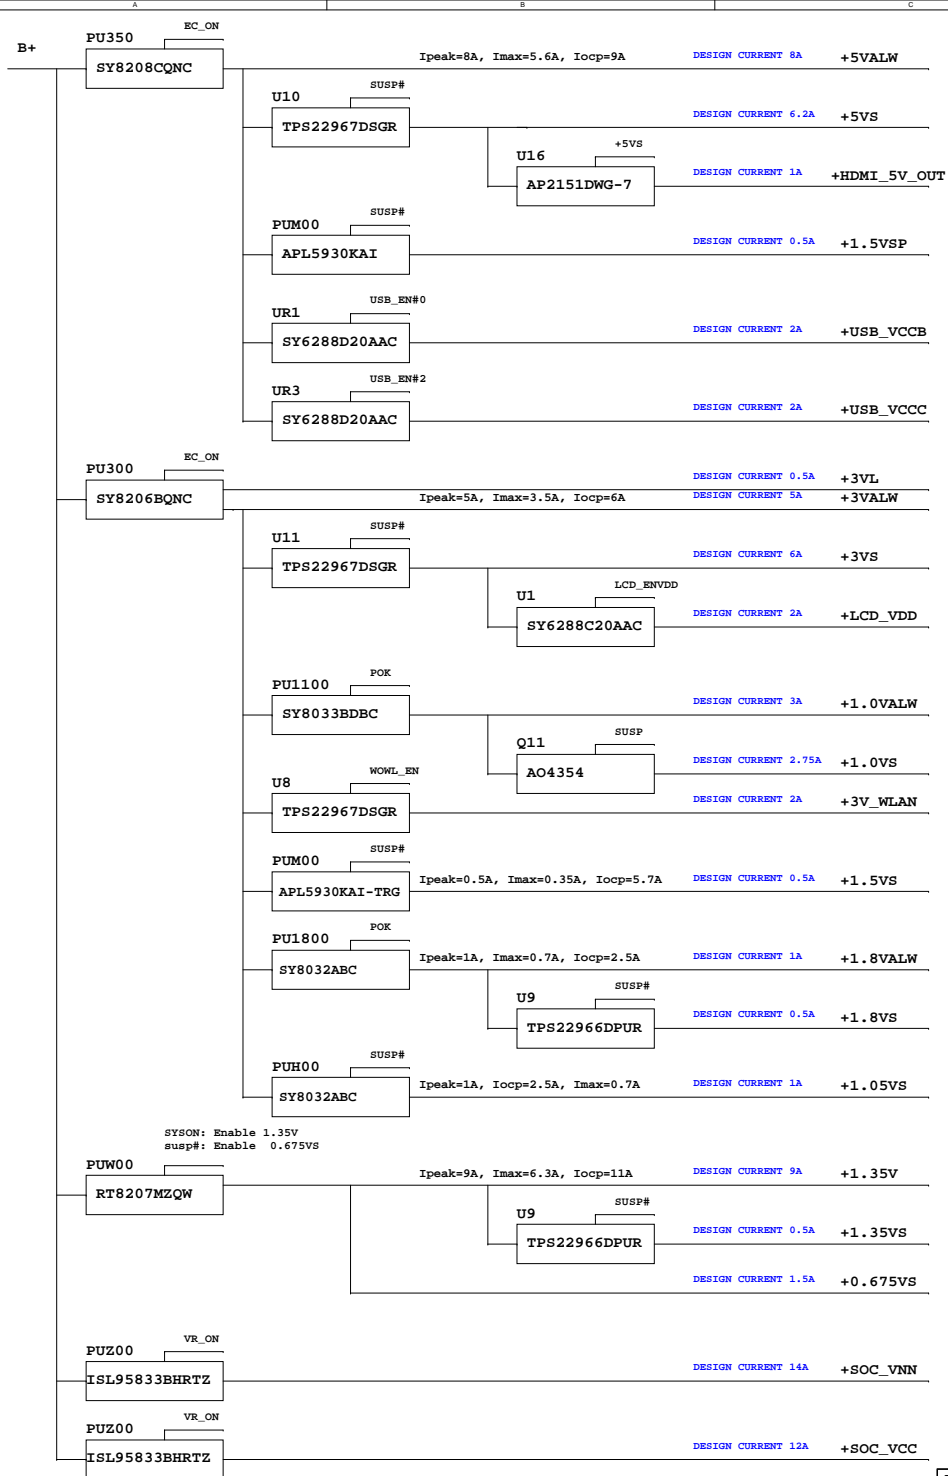 A B C
EC_ON
PU350
B+
SY8208CQNC
Ipeak=8A, Imax=5.6A, Iocp=9A DESIGN CURRENT 8A +5VALW
SUSP#
U10
TPS22967DSGR
DESIGN CURRENT 6.2A +5VS
+5VS
U16
AP2151DWG-7
DESIGN CURRENT 1A +HDMI_5V_OUT
SUSP#
PUM00
APL5930KAI
DESIGN CURRENT 0.5A +1.5VSP
USB_EN#0
UR1
SY6288D20AAC
DESIGN CURRENT 2A +USB_VCCB
USB_EN#2
UR3
SY6288D20AAC
DESIGN CURRENT 2A +USB_VCCC
EC_ON
PU300
SY8206BQNC
DESIGN CURRENT 0.5A +3VL
Ipeak=5A, Imax=3.5A, Iocp=6A DESIGN CURRENT 5A +3VALW
SUSP#
U11
TPS22967DSGR
DESIGN CURRENT 6A +3VS
LCD_ENVDD
U1
SY6288C20AAC
DESIGN CURRENT 2A +LCD_VDD
POK
PU1100
SY8033BDBC
DESIGN CURRENT 3A +1.0VALW
SUSP
Q11
AO4354
DESIGN CURRENT 2.75A +1.0VS
WOWL_EN
U8
TPS22967DSGR
DESIGN CURRENT 2A +3V_WLAN
SUSP#
PUM00
APL5930KAI-TRG
Ipeak=0.5A, Imax=0.35A, Iocp=5.7A DESIGN CURRENT 0.5A +1.5VS
POK
PU1800
SY8032ABC
Ipeak=1A, Imax=0.7A, Iocp=2.5A DESIGN CURRENT 1A +1.8VALW
SUSP#
U9
TPS22966DPUR
DESIGN CURRENT 0.5A +1.8VS
SUSP#
PUH00
SY8032ABC
Ipeak=1A, Iocp=2.5A, Imax=0.7A DESIGN CURRENT 1A +1.05VS
SYSON: Enable 1.35V
susp#: Enable 0.675VS
PUW00
RT8207MZQW
Ipeak=9A, Imax=6.3A, Iocp=11A DESIGN CURRENT 9A +1.35V
SUSP#
U9
TPS22966DPUR
DESIGN CURRENT 0.5A +1.35VS
DESIGN CURRENT 1.5A +0.675VS
VR_ON
PUZ00
ISL95833BHRTZ
DESIGN CURRENT 14A +SOC_VNN
VR_ON
PUZ00
ISL95833BHRTZ
DESIGN CURRENT 12A +SOC_VCC